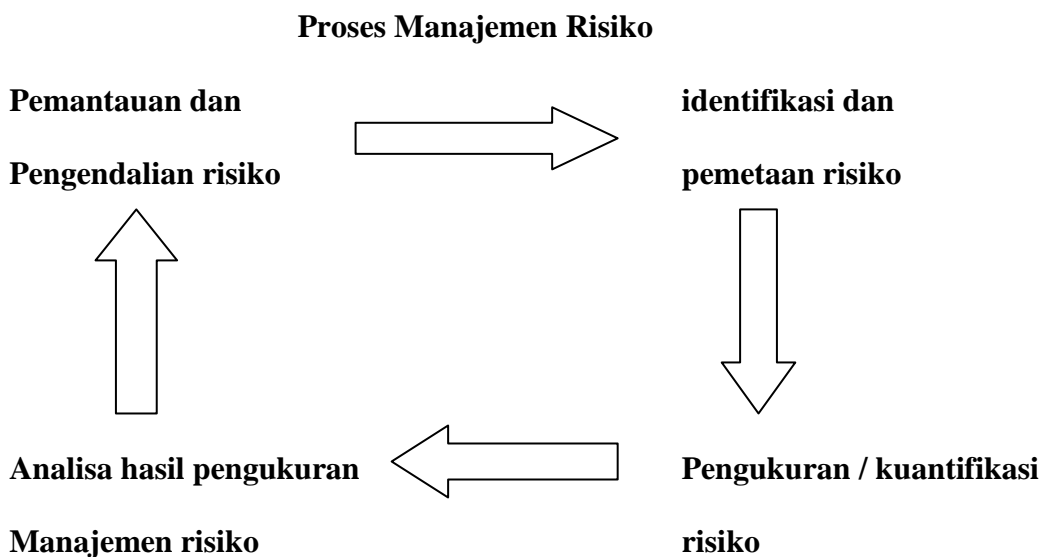 Proses Manajemen Risiko
Pemantauan dan
Pengendalian risiko
identifikasi dan
pemetaan risiko
Analisa hasil pengukuran
Manajemen risiko
Pengukuran / kuantifikasi
risiko